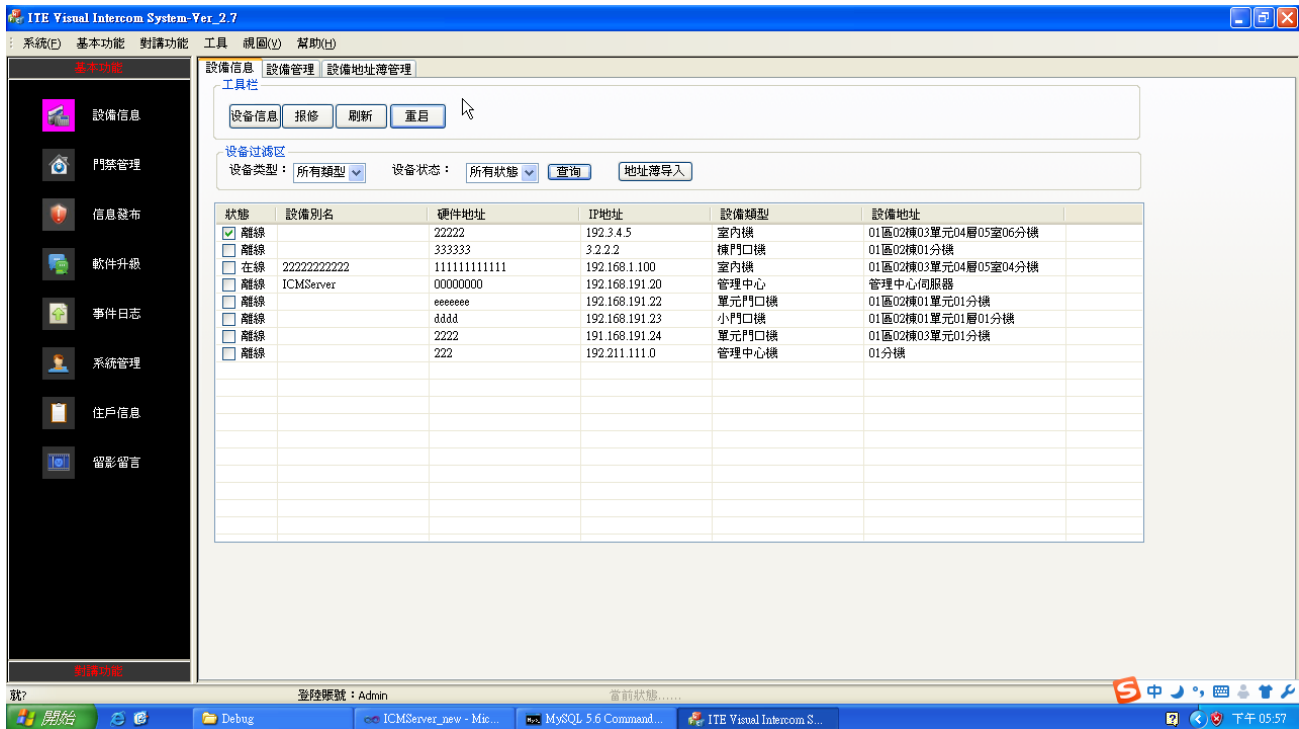 ITE Visual Intercom System-Ver_2.7
系統(F) 基本功能 對講功能 工具 視圖(V) 幫助(H)
基本功能
設備信息
門禁管理
信息發布
軟件升級
事件日志
系統管理
住戶信息
留影留言
對講功能
設備信息 設備管理 設備地址薄管理
工具栏
设备信息 报修 刷新 重启
设备过滤区
设备类型： 所有類型 设备状态： 所有狀態 查询 地址薄导入
狀態 設備別名 硬件地址 IP地址 設備類型 設備地址
離線 22222 192.3.4.5 室內機 01區02棟03單元04層05室06分機
離線 333333 3.2.2.2 棟門口機 01區02棟01分機
在線 22222222222 111111111111 192.168.1.100 室內機 01區02棟03單元04層05室04分機
離線 ICMServer 00000000 192.168.191.20 管理中心 管理中心伺服器
離線 eeeeeee 192.168.191.22 單元門口機 01區02棟01單元01分機
離線 dddd 192.168.191.23 小門口機 01區02棟01單元01層01分機
離線 2222 191.168.191.24 單元門口機 01區02棟03單元01分機
離線 222 192.211.111.0 管理中心機 01分機
就? 登陸賬號：Admin 當前狀態......
中
開始 Debug ICMServer_new - Mic... MySQL 5.6 Command... ITE Visual Intercom S... 下午 05:57